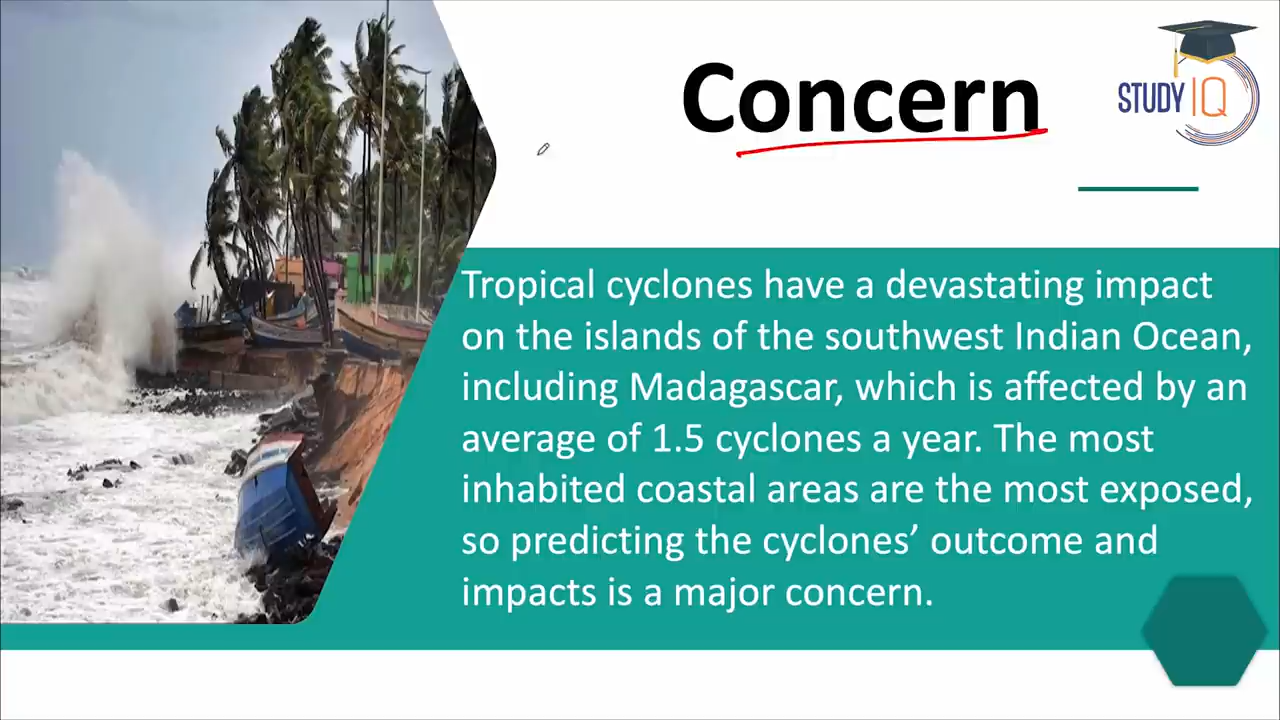 Concern
STUDY IQ
Tropical cyclones have a devastating impact
on the islands of the southwest Indian Ocean,
including Madagascar, which is affected by an
average of 1.5 cyclones a year. The most
inhabited coastal areas are the most exposed,
so predicting the cyclones’ outcome and
impacts is a major concern.